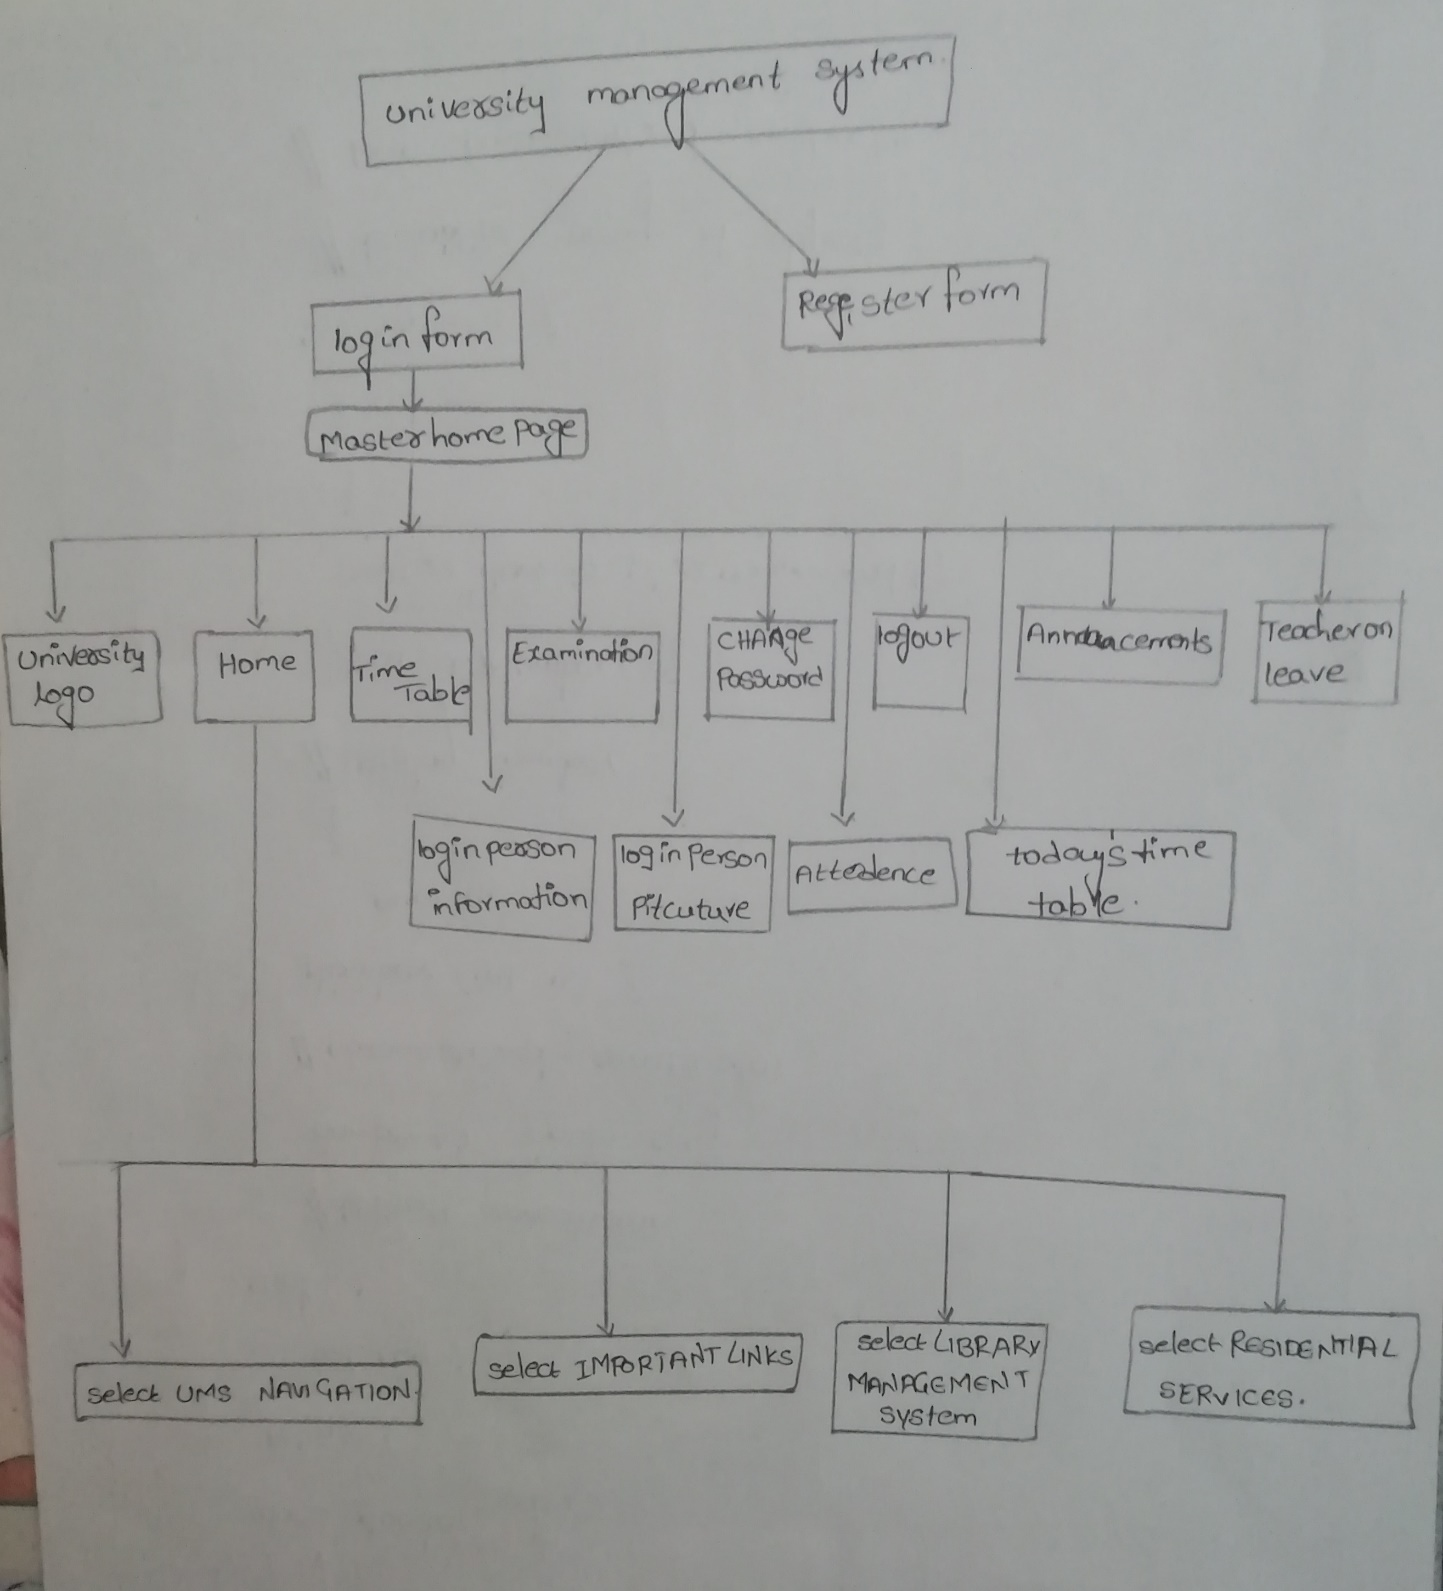 University management system.
login form
Register form
Master home page
University
logo
Home
Time
Table
Examination
CHANge
Password
logout
Teacher on
leave
login person
information
login Person
Pitcuture
Attedence
today's time
table.
select UMS NAVIGATION
select IMPORTANT LINKS
select LIBRARY
MANAGEMENT
system
select RESIDENTIAL
SERVICES.